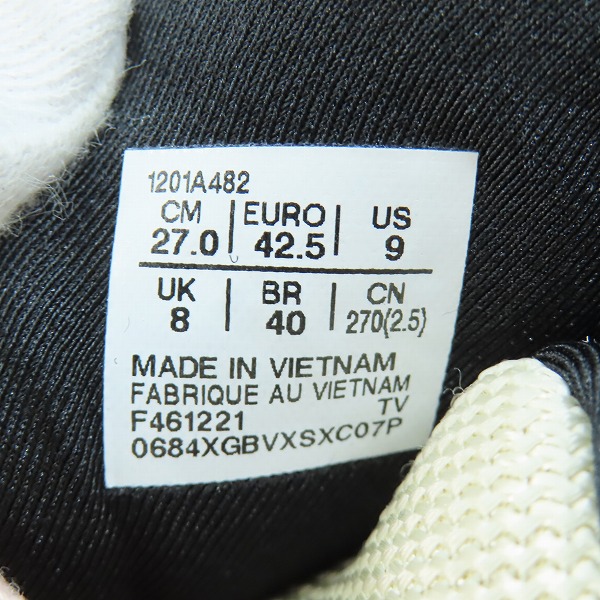 1201A482
CM | EURO | US
27.0 | 42.5 | 9
UK | BR | CN
8 | 40 | 270(2.5)
MADE IN VIETNAM
FABRIQUE AU VIETNAM
F461221 TV
0684XGBVXSXC07P